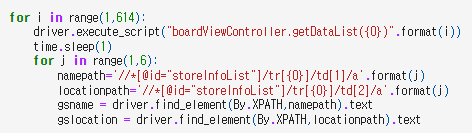 for i in range(1,614):
    driver.execute_script("boardViewController.getDataList({0})".format(i))
    time.sleep(1)
    for j in range(1,6):
        namepath='//*[@id="storeInfoList"]/tr[{0}]/td[1]/a'.format(j)
        locationpath='//*[@id="storeInfoList"]/tr[{0}]/td[2]/a'.format(j)
        gsname = driver.find_element(By.XPATH,namepath).text
        gslocation = driver.find_element(By.XPATH,locationpath).text